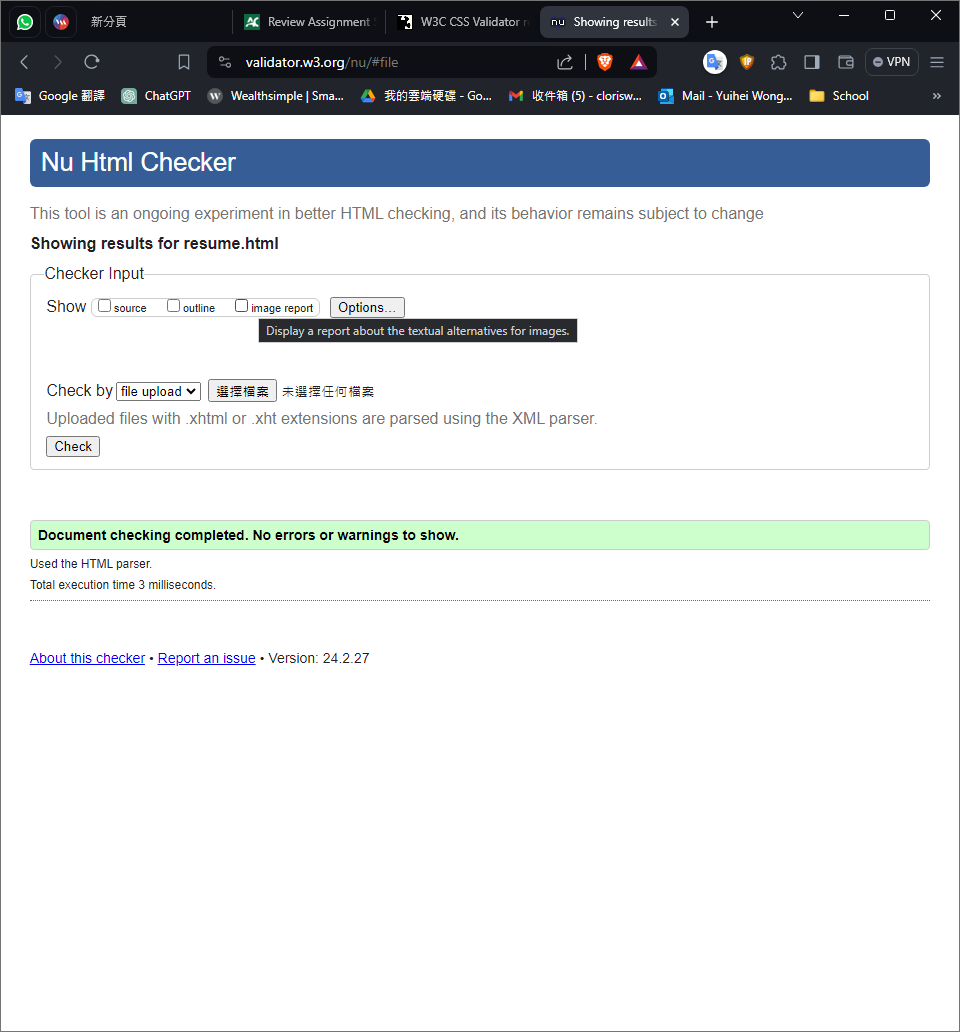 新分頁
Review Assignment
W3C CSS Validator
Showing results
validator.w3.org/nu/#file
VPN
Google 翻譯
ChatGPT
Wealthsimple | Sma...
我的雲端硬碟 - Go...
收件箱 (5) - clorisw...
Mail - Yuihei Wong...
School
»
Nu Html Checker
This tool is an ongoing experiment in better HTML checking, and its behavior remains subject to change
Showing results for resume.html
Checker Input
Show source outline image report Options...
Display a report about the textual alternatives for images.
Check by file upload 選擇檔案 未選擇任何檔案
Uploaded files with .xhtml or .xht extensions are parsed using the XML parser.
Check
Document checking completed. No errors or warnings to show.
Used the HTML parser.
Total execution time 3 milliseconds.
About this checker • Report an issue • Version: 24.2.27